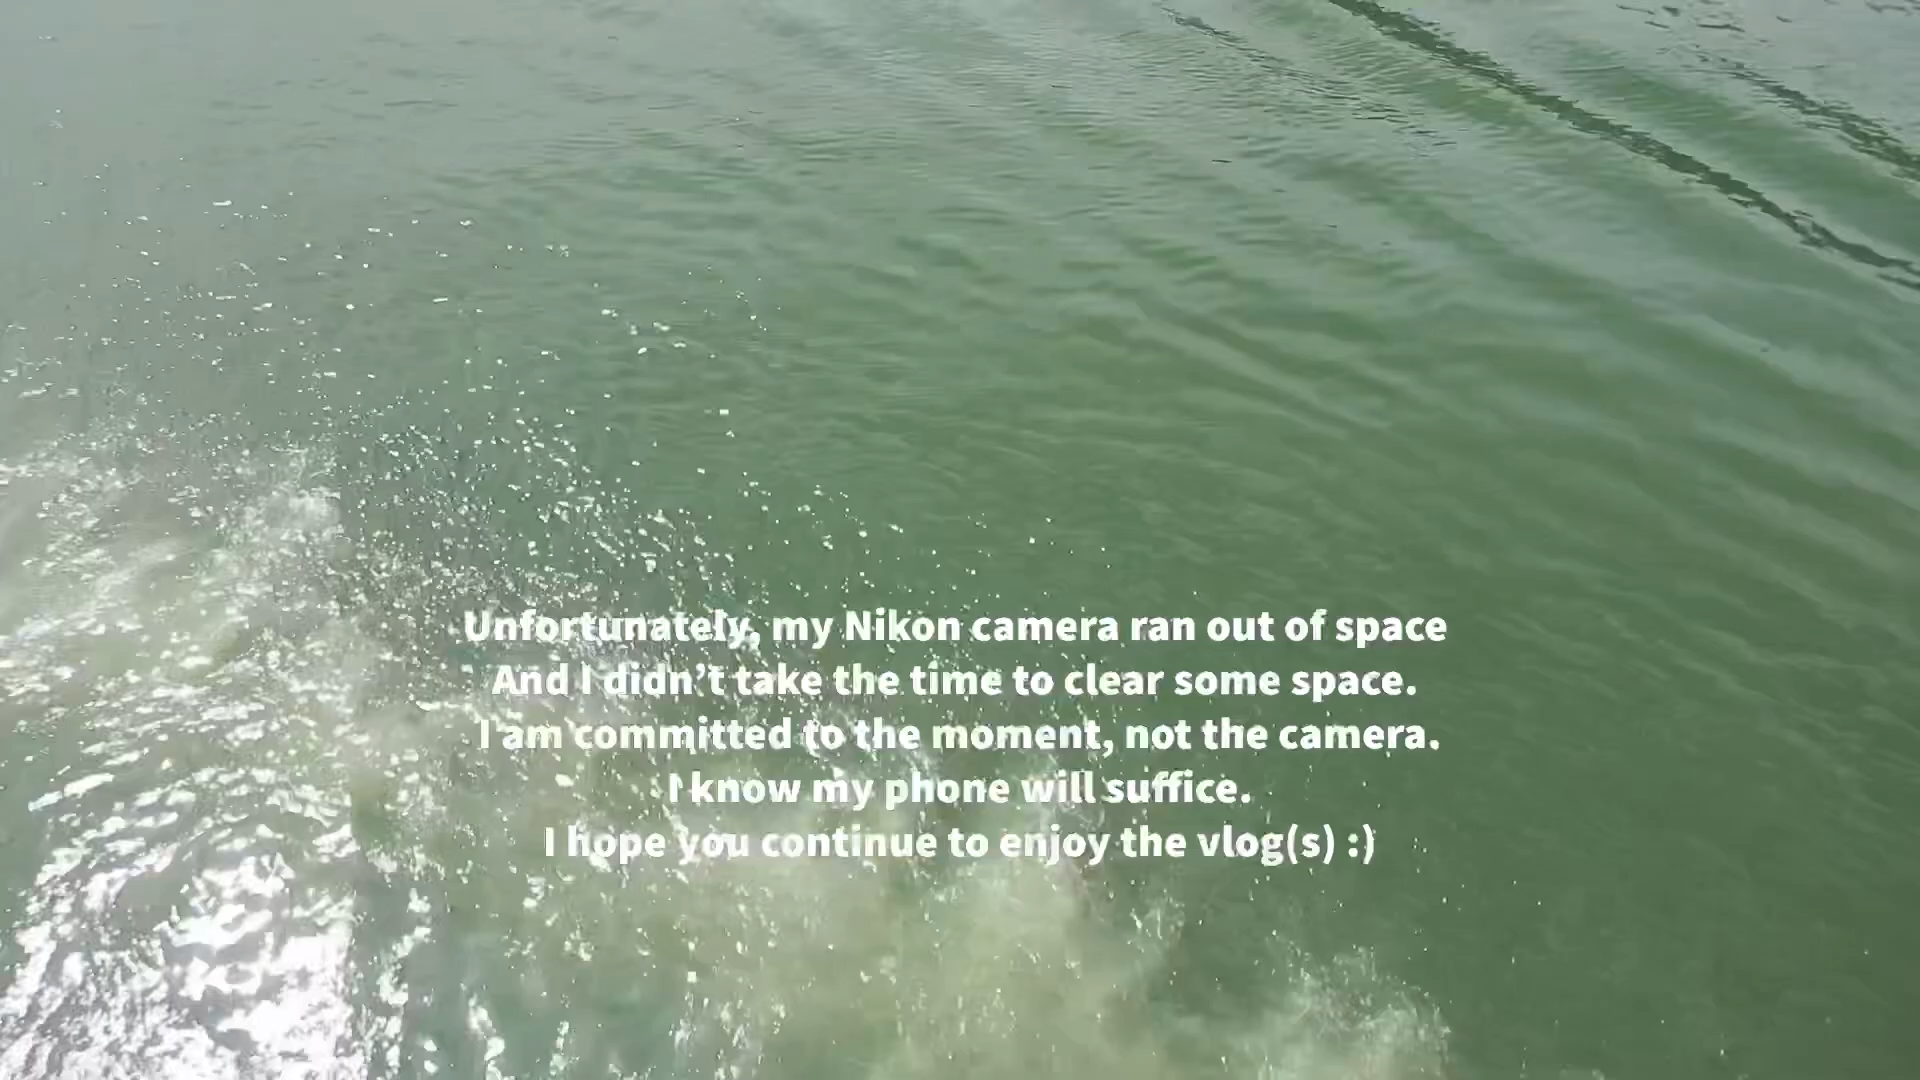 Unfortunately, my Nikon camera ran out of space
And I didn’t take the time to clear some space.
I am committed to the moment, not the camera.
I know my phone will suffice.
I hope you continue to enjoy the vlog(s) :)